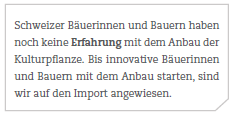 Schweizer Bäuerinnen und Bauern haben
noch keine Erfahrung mit dem Anbau der
Kulturpflanze. Bis innovative Bäuerinnen
und Bauern mit dem Anbau starten, sind
wir auf den Import angewiesen.